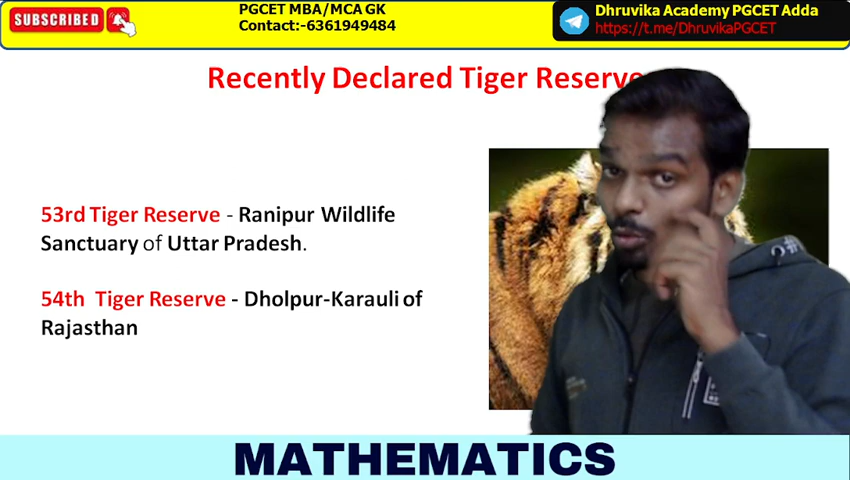 SUBSCRIBED
PGCET MBA/MCA GK
Contact:-6361949484
Dhruvika Academy PGCET Adda
https://t.me/DhruvikaPGCET
Recently Declared Tiger Reserve
53rd Tiger Reserve - Ranipur Wildlife
Sanctuary of Uttar Pradesh.
54th Tiger Reserve - Dholpur-Karauli of
Rajasthan
MATHEMATICS